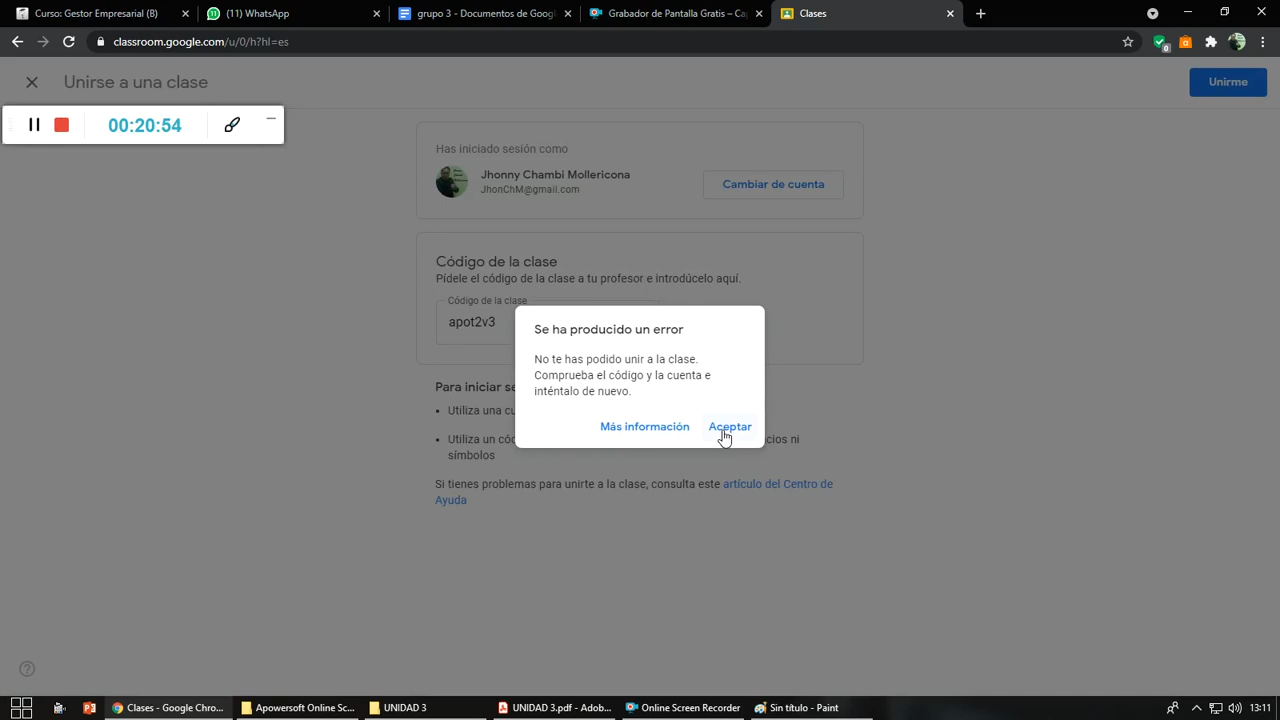 Curso: Gestor Empresarial (B)
(11) WhatsApp
grupo 3 - Documentos de Googl
Grabador de Pantalla Gratis – Cap
Clases
classroom.google.com/u/0/h?hl=es
0
Unirse a una clase
Unirme
00:20:54
Has iniciado sesión como
Jhonny Chambi Mollericona
JhonChM@gmail.com
Cambiar de cuenta
Código de la clase
Pídele el código de la clase a tu profesor e introdúcelo aquí.
Código de la clase
apot2v3
Se ha producido un error
No te has podido unir a la clase.
Comprueba el código y la cuenta e
inténtalo de nuevo.
Más información
Aceptar
Para iniciar se
Utiliza una cu
Utiliza un cód
símbolos
Si tienes problemas para unirte a la clase, consulta este artículo del Centro de
Ayuda
Clases - Google Chro...
Apowersoft Online Sc...
UNIDAD 3
UNIDAD 3.pdf - Adob...
Online Screen Recorder
Sin título - Paint
13:11